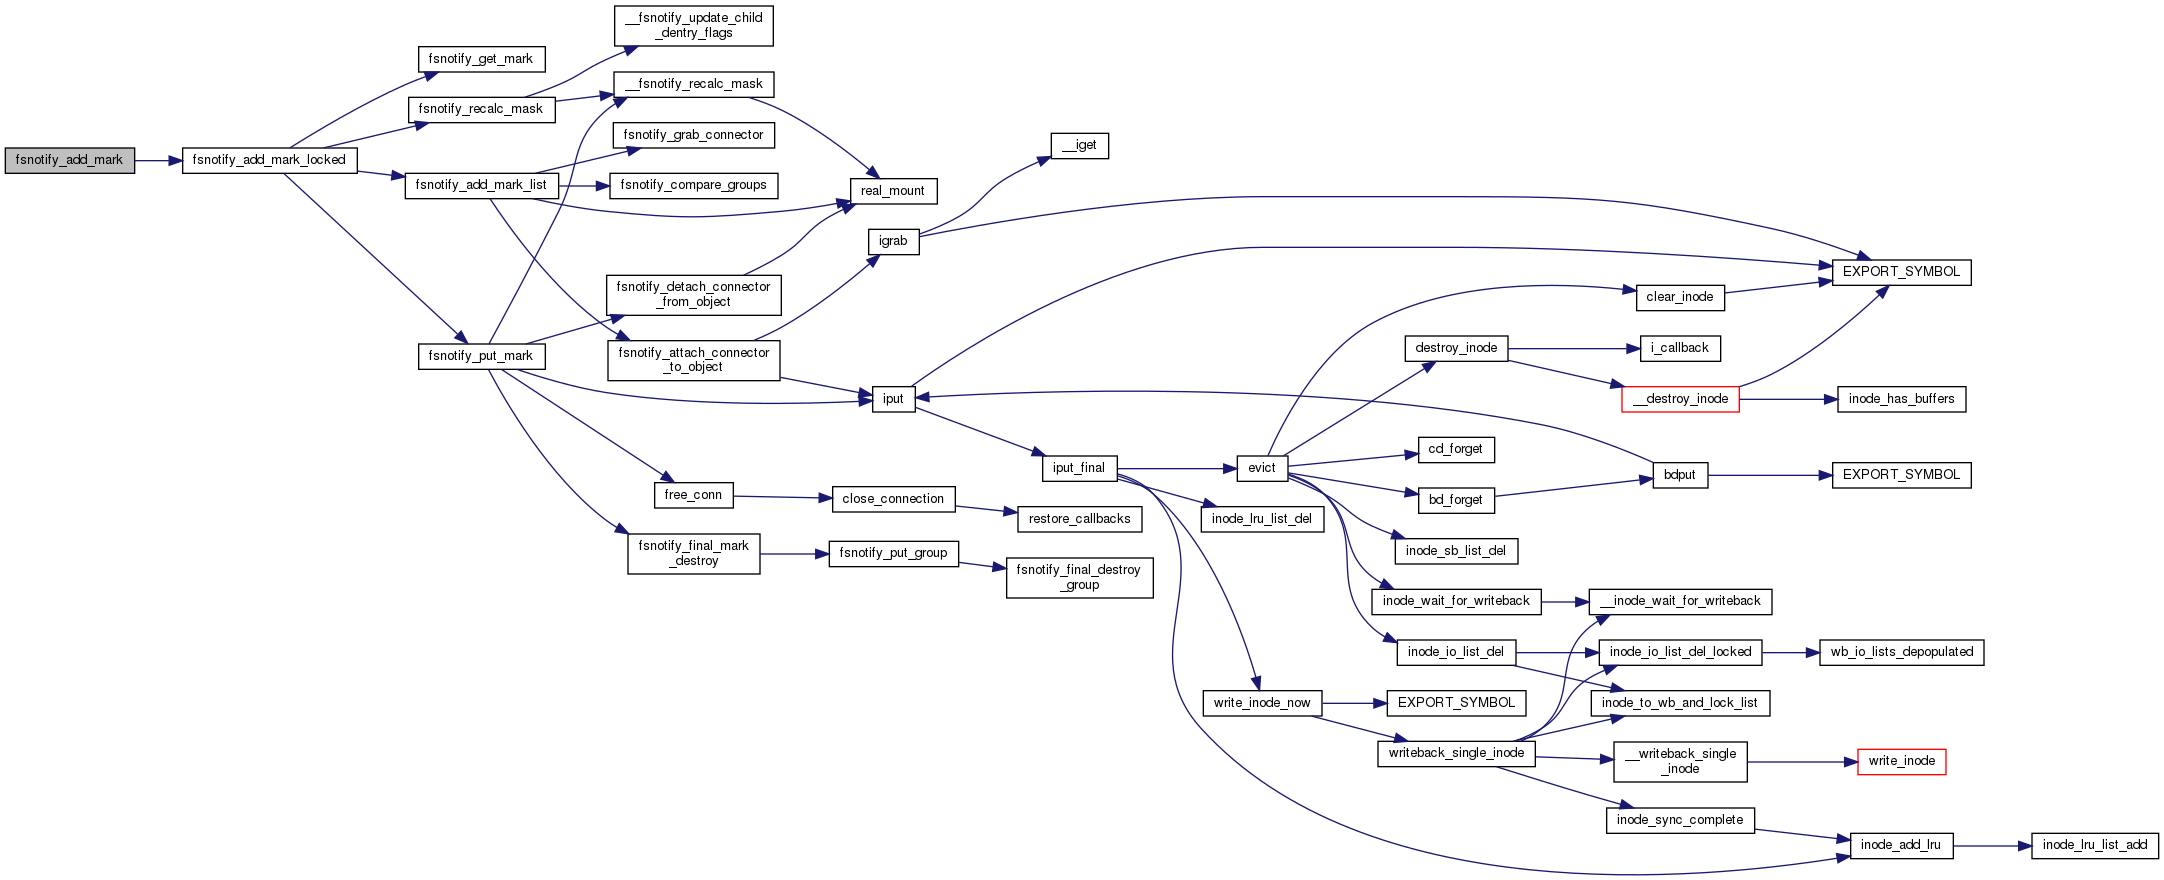 __fsnotify_update_child
_dentry_flags
fsnotify_get_mark
__fsnotify_recalc_mask
fsnotify_recalc_mask
fsnotify_grab_connector
__iget
fsnotify_add_mark
fsnotify_add_mark_locked
fsnotify_add_mark_list
fsnotify_compare_groups
real_mount
igrab
EXPORT_SYMBOL
fsnotify_detach_connector
_from_object
clear_inode
fsnotify_put_mark
fsnotify_attach_connector
_to_object
destroy_inode
i_callback
iput
__destroy_inode
inode_has_buffers
cd_forget
iput_final
evict
bdput
EXPORT_SYMBOL
free_conn
close_connection
bd_forget
restore_callbacks
inode_lru_list_del
fsnotify_final_mark
_destroy
fsnotify_put_group
inode_sb_list_del
fsnotify_final_destroy
_group
inode_wait_for_writeback
__inode_wait_for_writeback
inode_io_list_del
inode_io_list_del_locked
wb_io_lists_depopulated
write_inode_now
EXPORT_SYMBOL
inode_to_wb_and_lock_list
writeback_single_inode
__writeback_single
_inode
write_inode
inode_sync_complete
inode_add_lru
inode_lru_list_add